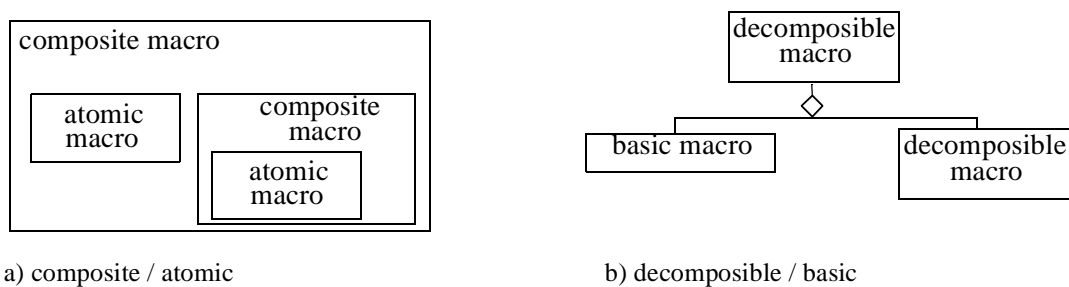 composite macro
atomic
macro
composite
macro
atomic
macro
a) composite / atomic
decomposible
macro
basic macro
decomposible
macro
b) decomposible / basic